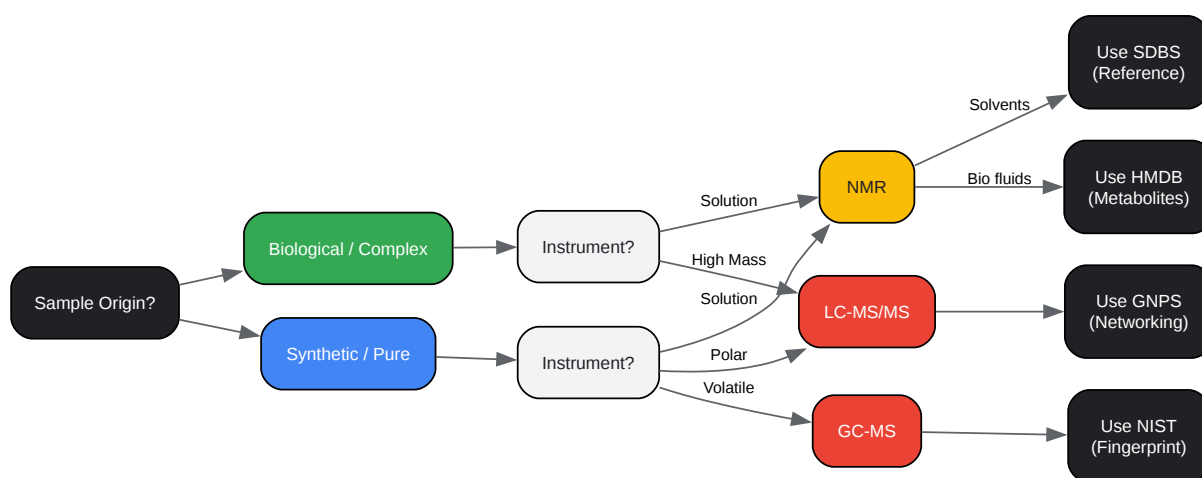 Sample Origin?
Biological / Complex
Synthetic / Pure
Instrument?
Instrument?
Solution
High Mass
Solution
Polar
Volatile
NMR
LC-MS/MS
GC-MS
Solvents
Bio fluids
Use SDBS
(Reference)
Use HMDB
(Metabolites)
Use GNPS
(Networking)
Use NIST
(Fingerprint)